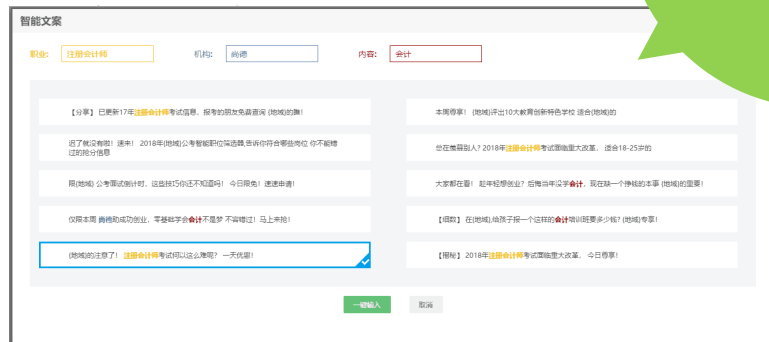 智能文案
职业: 注册会计师 机构: 尚德 内容: 会计
【分享】 已更新17年注册会计师考试信息，报考的朋友免费查询 {地域}的瞧!
本周尊享! {地域}评出10大教育创新特色学校 适合{地域}的
迟了就没有啦! 速来! 2018年{地域}公考智能职位筛选器,告诉你符合哪些岗位 你不能错
过的抢分信息
总在羡慕别人? 2018年注册会计师考试面临重大改革， 适合18-25岁的
限{地域} 公考面试倒计时，这些技巧你还不知道吗! 今日限免! 速速申请!
大家都在看! 趁年轻想创业? 后悔当年没学会计，现在缺一个挣钱的本事 {地域}的重要!
仅限本周 尚德助成功创业，零基础学会会计不是梦 不容错过! 马上来抢!
【细数】 在{地域},给孩子报一个这样的会计培训班要多少钱? {地域}专享!
{地域}的注意了! 注册会计师考试何以这么难呢? 一天优惠!
【揭秘】 2018年注册会计师考试面临重大改革， 今日尊享!
一键输入 取消